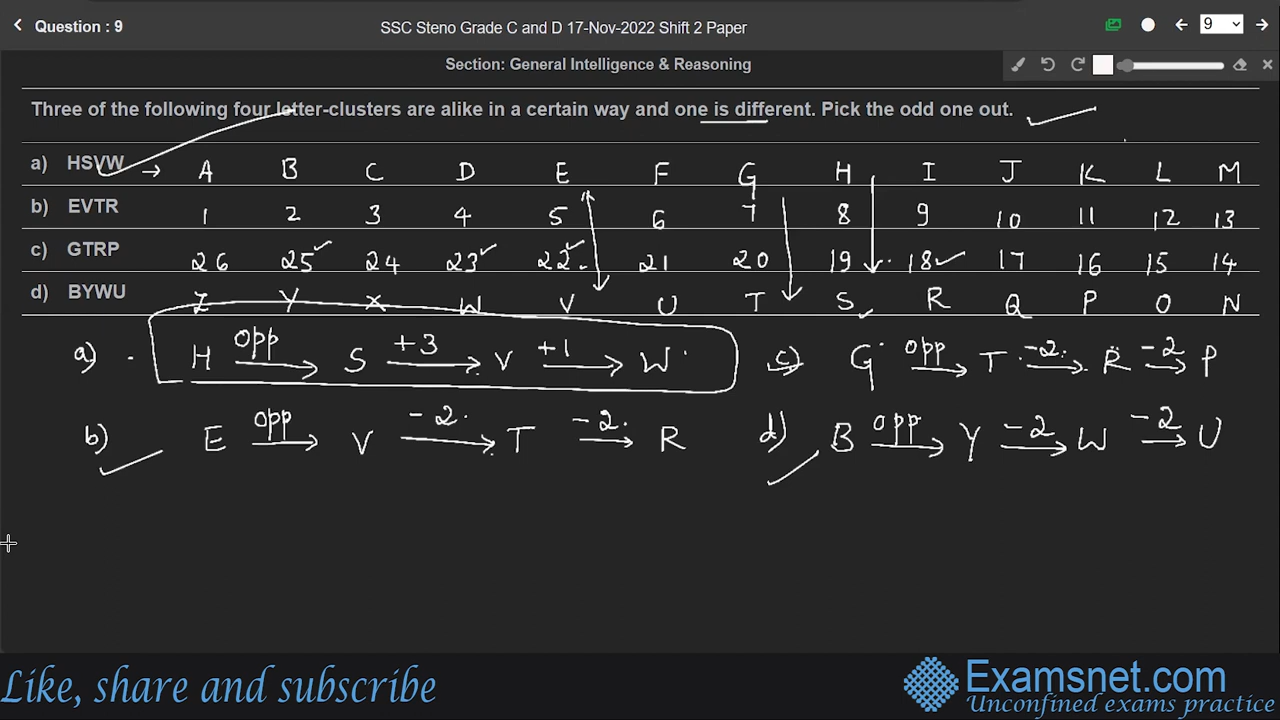 Question : 9
SSC Steno Grade C and D 17-Nov-2022 Shift 2 Paper
9
Section: General Intelligence & Reasoning
Three of the following four letter-clusters are alike in a certain way and one is different. Pick the odd one out.
a) HSVW → A B C D E F G H I J K L M
b) EVTR 1 2 3 4 5 6 7 8 9 10 11 12 13
c) GTRP 26 25 24 23 22 21 20 19 18 17 16 15 14
d) BYWU Z Y X W V U T S R Q P O N
a) H opp→ S +3→ V +1→ W c) G opp→ T -2→ R -2→ P
b) E opp→ V -2→ T -2→ R d) B opp→ Y -2→ W -2→ U
Like, share and subscribe
Examsnet.com
Unconfined exams practice